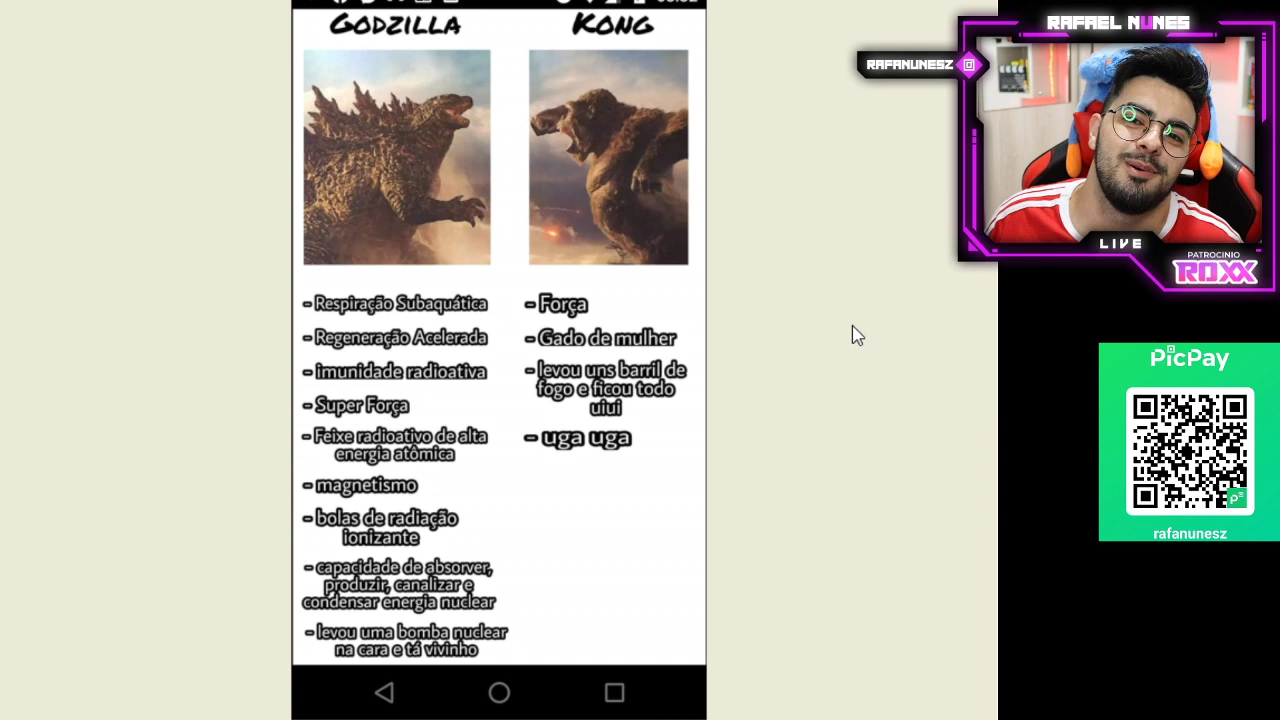 GODZILLA
KONG
- Respiração Subaquática
- Regeneração Acelerada
- imunidade radioativa
- Super Força
- Feixe radioativo de alta
energia atômica
- magnetismo
- bolas de radiação
ionizante
- capacidade de absorver,
produzir, canalizar e
condensar energia nuclear
- levou uma bomba nuclear
na cara e tá vivinho
- Força
- Gado de mulher
- levou uns barril de
fogo e ficou todo
uiui
- uga uga
RAFAEL NUNES
RAFANUNESZ
LIVE
PATROCINIO
ROXX
PicPay
rafanunesz